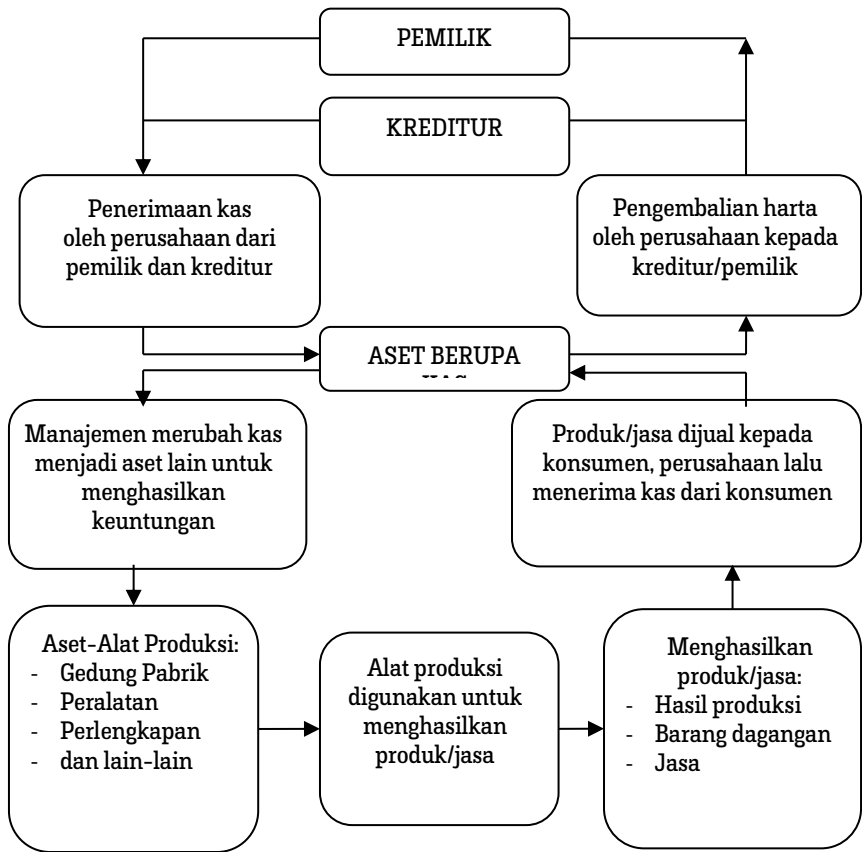 PEMILIK
KREDITUR
Penerimaan kas
oleh perusahaan dari
pemilik dan kreditur
Pengembalian harta
oleh perusahaan kepada
kreditur/pemilik
ASET BERUPA
Manajemen merubah kas
menjadi aset lain untuk
menghasilkan
keuntungan
Produk/jasa dijual kepada
konsumen, perusahaan lalu
menerima kas dari konsumen
Aset-Alat Produksi:
- Gedung Pabrik
- Peralatan
- Perlengkapan
- dan lain-lain
Alat produksi
digunakan untuk
menghasilkan
produk/jasa
Menghasilkan
produk/jasa:
- Hasil produksi
- Barang dagangan
- Jasa